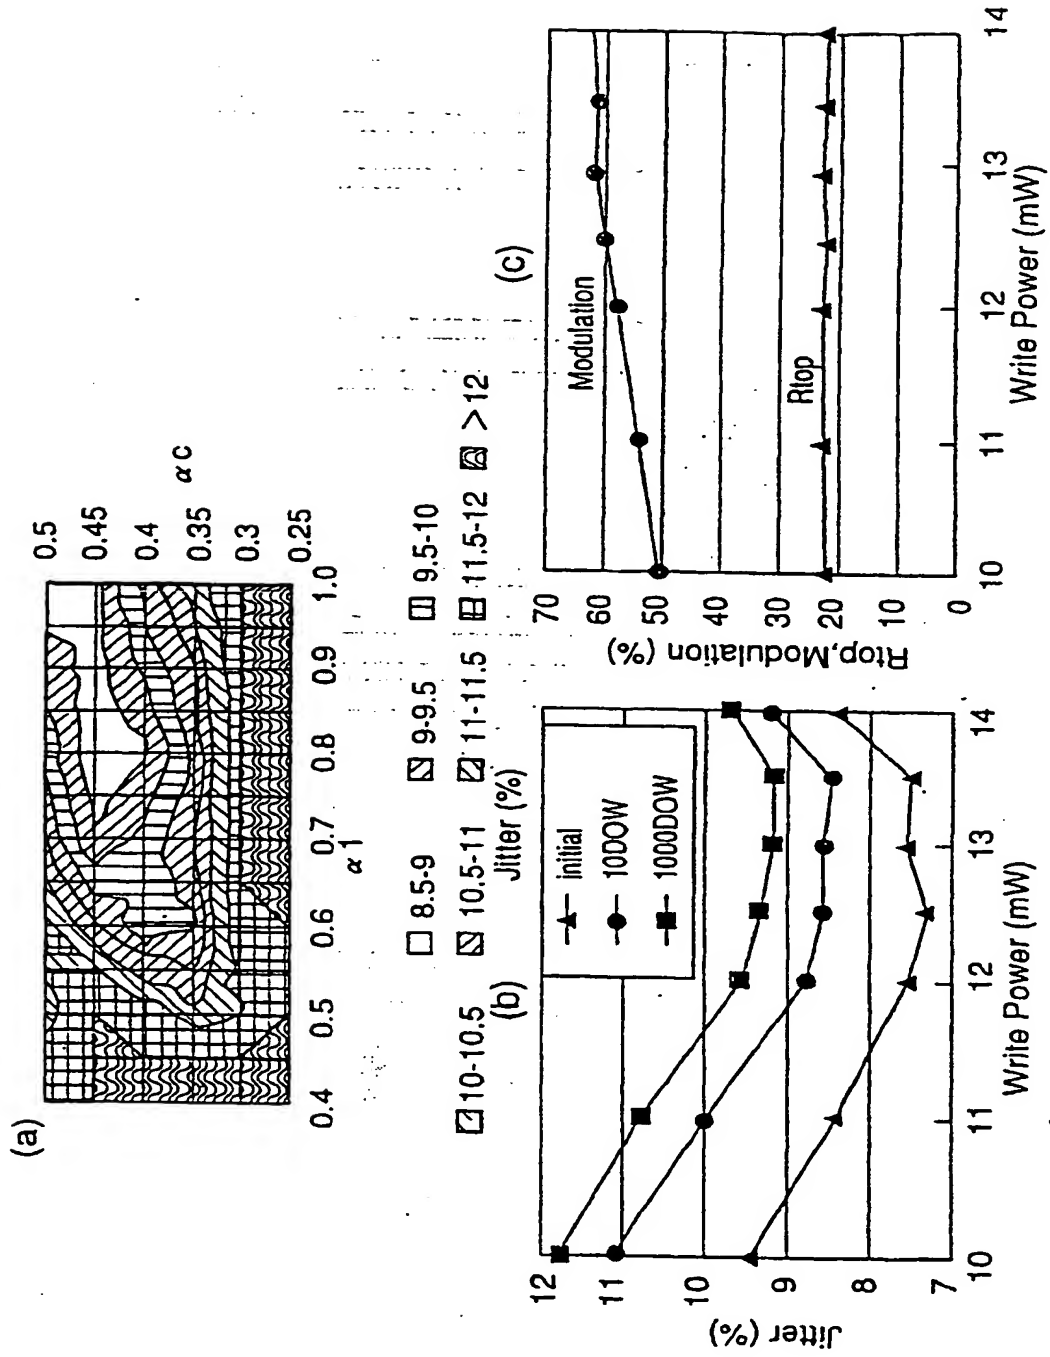 (a)
0.5
0.45
0.4
0.35
0.3
0.25
αc
0.4 0.5 0.6 0.7 0.8 0.9 1.0
α1
8.5-9 9-9.5 9.5-10
10-10.5 10.5-11 11-11.5 11.5-12 >12
Jitter (%)
(b)
12
11
10
9
8
7
Jitter (%)
initial
10DOW
1000DOW
10 11 12 13 14
Write Power (mW)
(c)
70
60
50
40
30
20
10
0
Rtop,Modulation (%)
Modulation
Rtop
10 11 12 13 14
Write Power (mW)